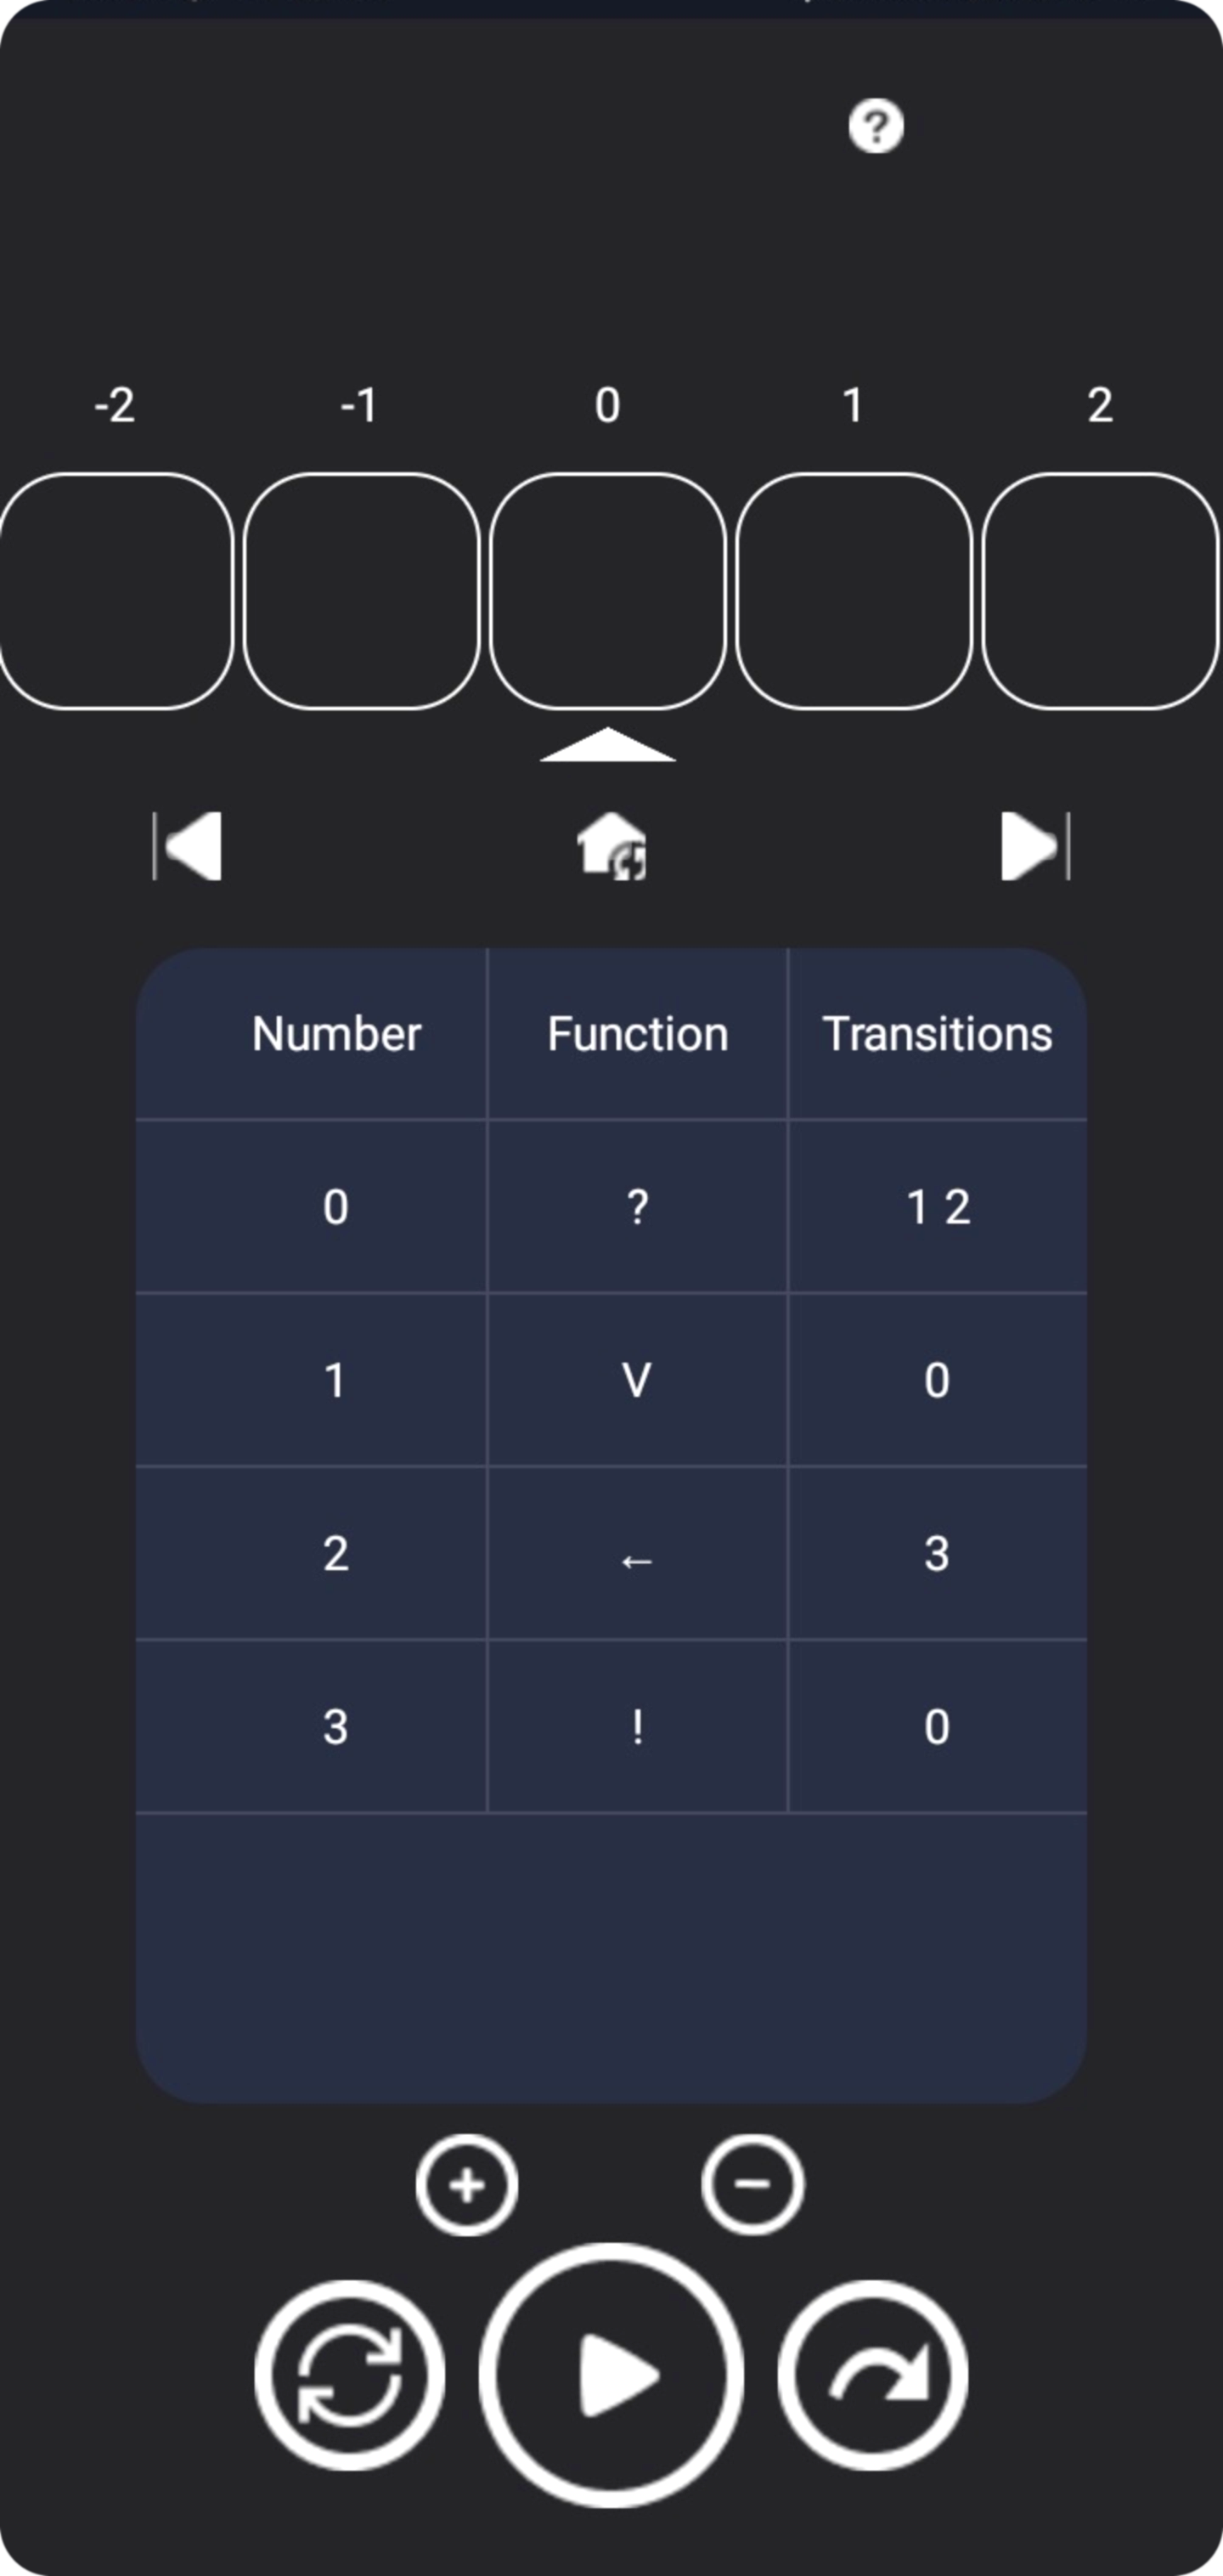 ?
-2 -1 0 1 2
Number Function Transitions
0 ? 1 2
1 V 0
2 ← 3
3 ! 0